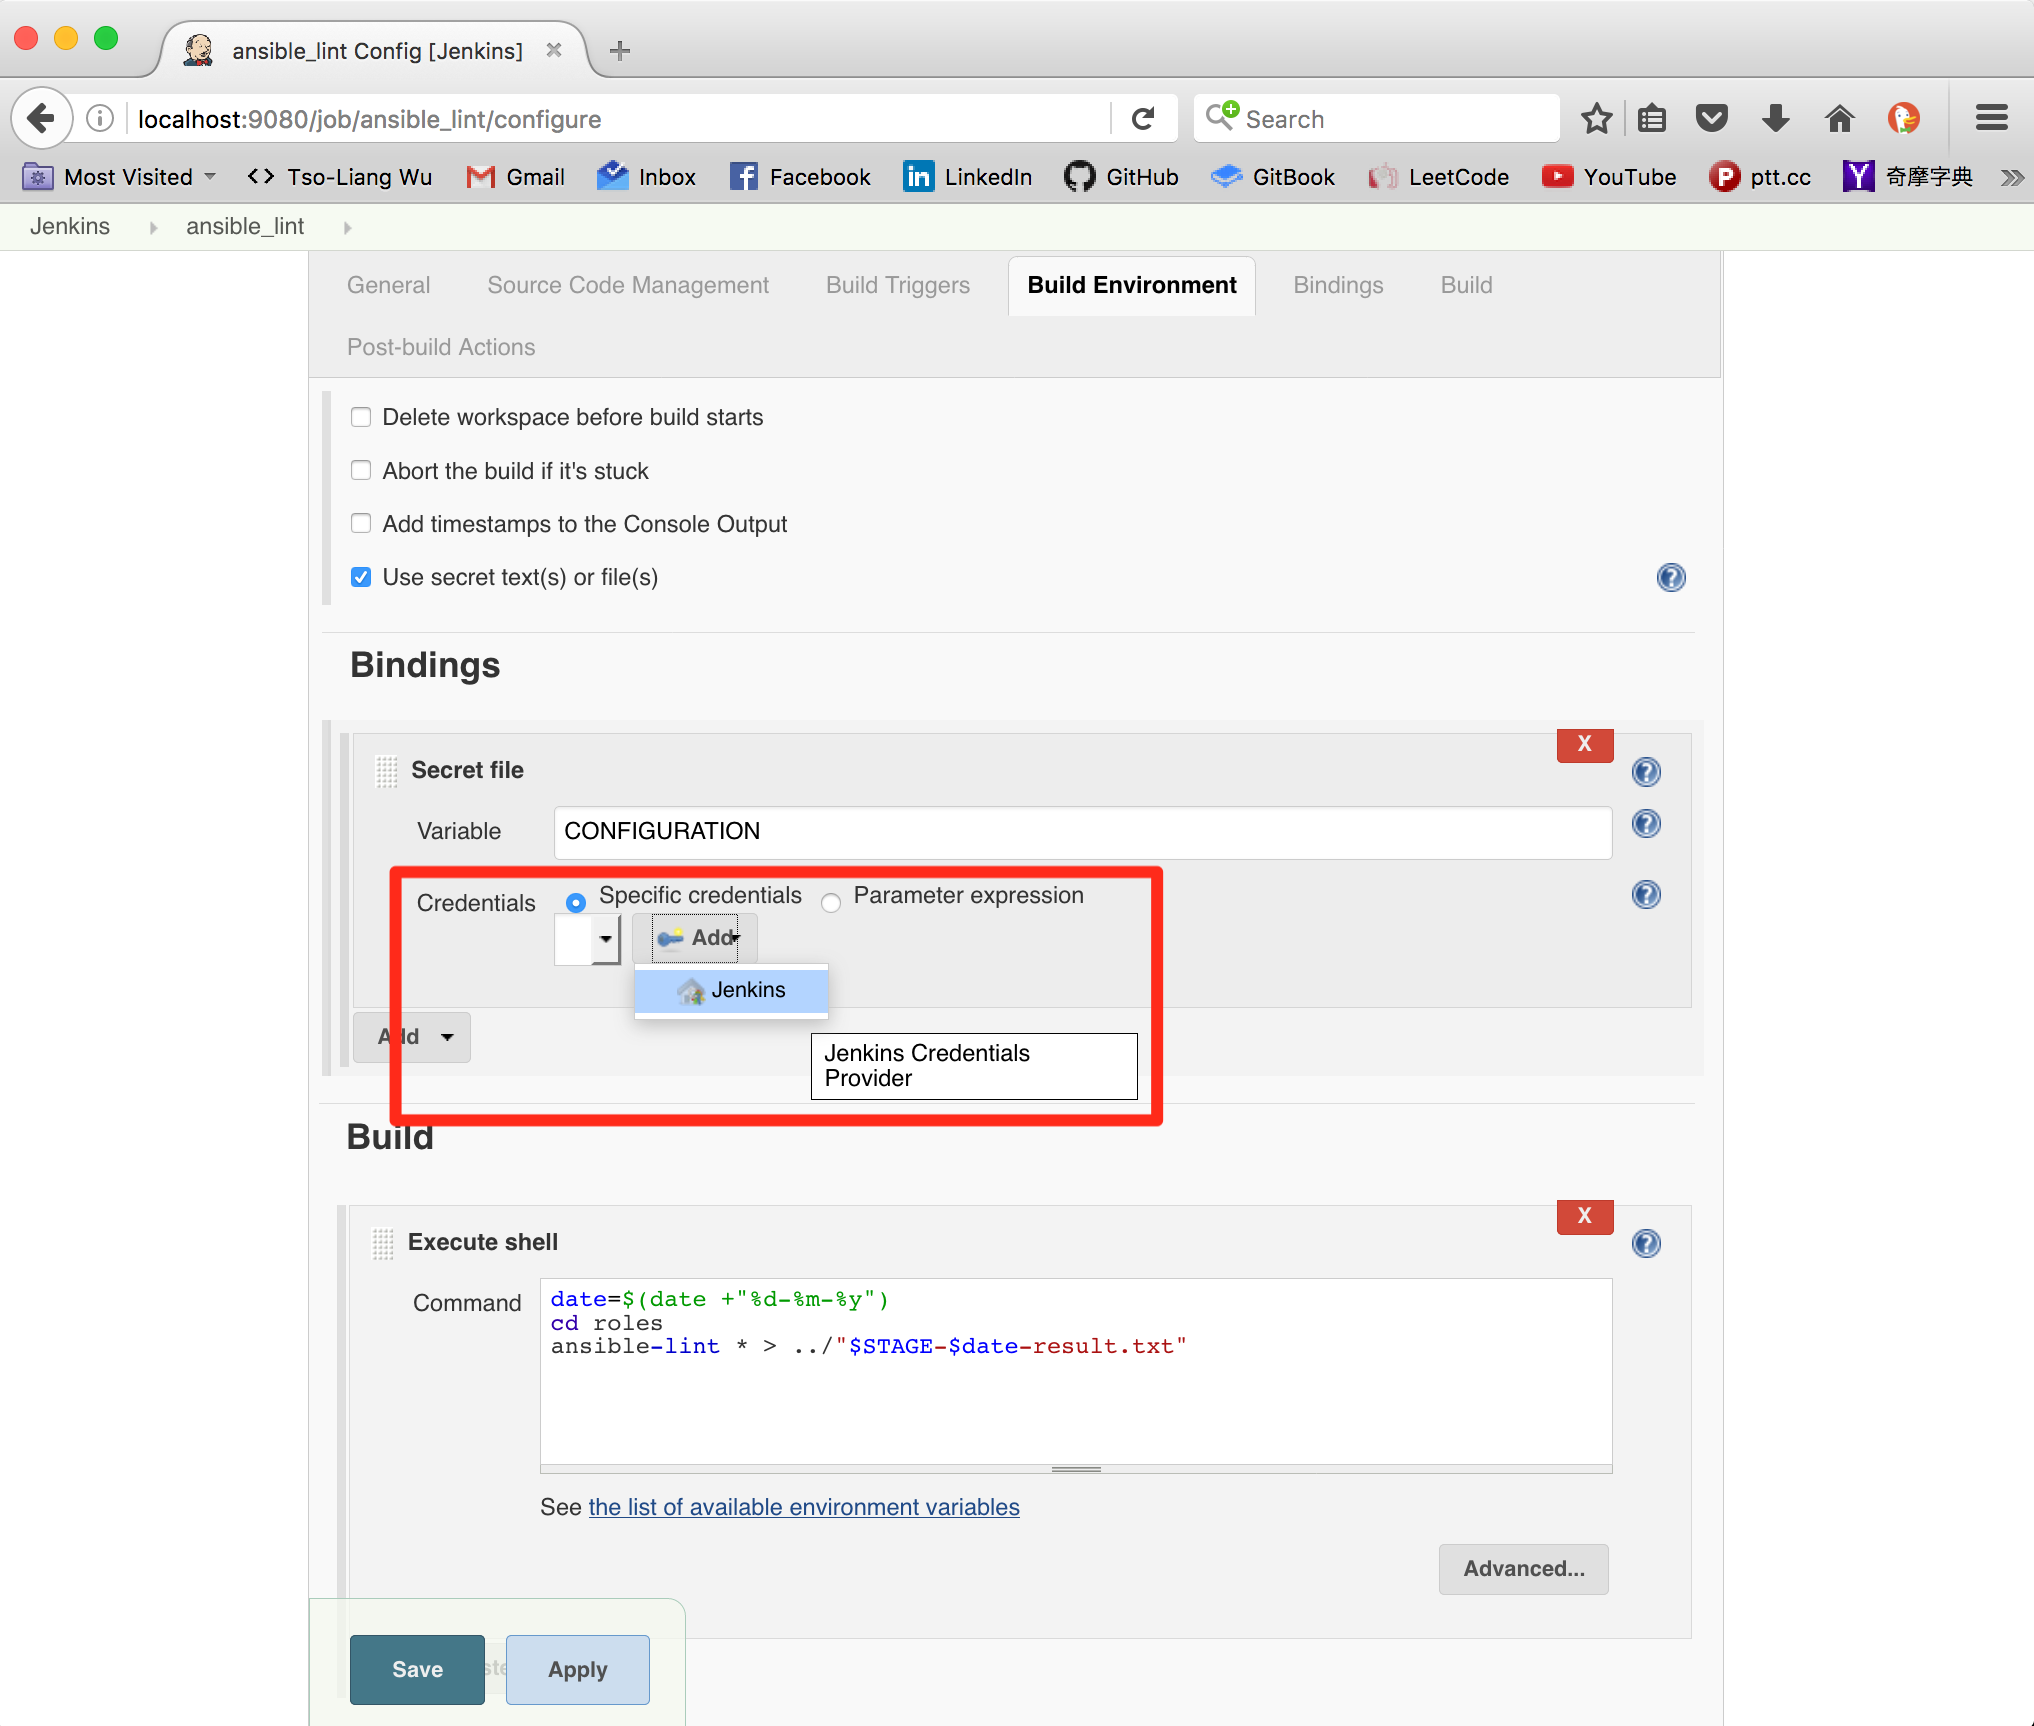 ansible_lint Config [Jenkins]
localhost:9080/job/ansible_lint/configure
Search
Most Visited
Tso-Liang Wu
Gmail
Inbox
Facebook
LinkedIn
GitHub
GitBook
LeetCode
YouTube
ptt.cc
奇摩字典
Jenkins
ansible_lint
General
Source Code Management
Build Triggers
Build Environment
Bindings
Build
Post-build Actions
Delete workspace before build starts
Abort the build if it's stuck
Add timestamps to the Console Output
Use secret text(s) or file(s)
Bindings
X
Secret file
Variable
CONFIGURATION
Credentials
Specific credentials
Parameter expression
Add
Jenkins
Add
Jenkins Credentials
Provider
Build
X
Execute shell
Command
date=$(date +"%d-%m-%y")
cd roles
ansible-lint * > ../"$STAGE-$date-result.txt"
See the list of available environment variables
Advanced...
Save
Apply